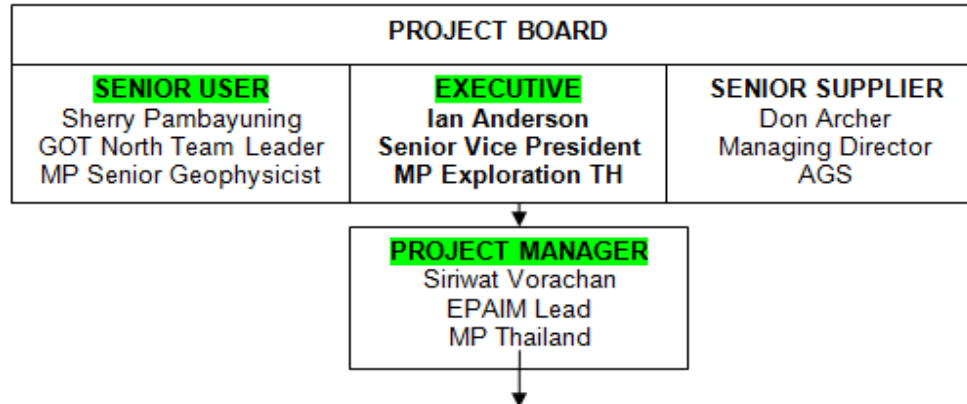 PROJECT BOARD
SENIOR USER
Sherry Pambayuning
GOT North Team Leader
MP Senior Geophysicist
EXECUTIVE
Ian Anderson
Senior Vice President
MP Exploration TH
SENIOR SUPPLIER
Don Archer
Managing Director
AGS
PROJECT MANAGER
Siriwat Vorachan
EPAIM Lead
MP Thailand